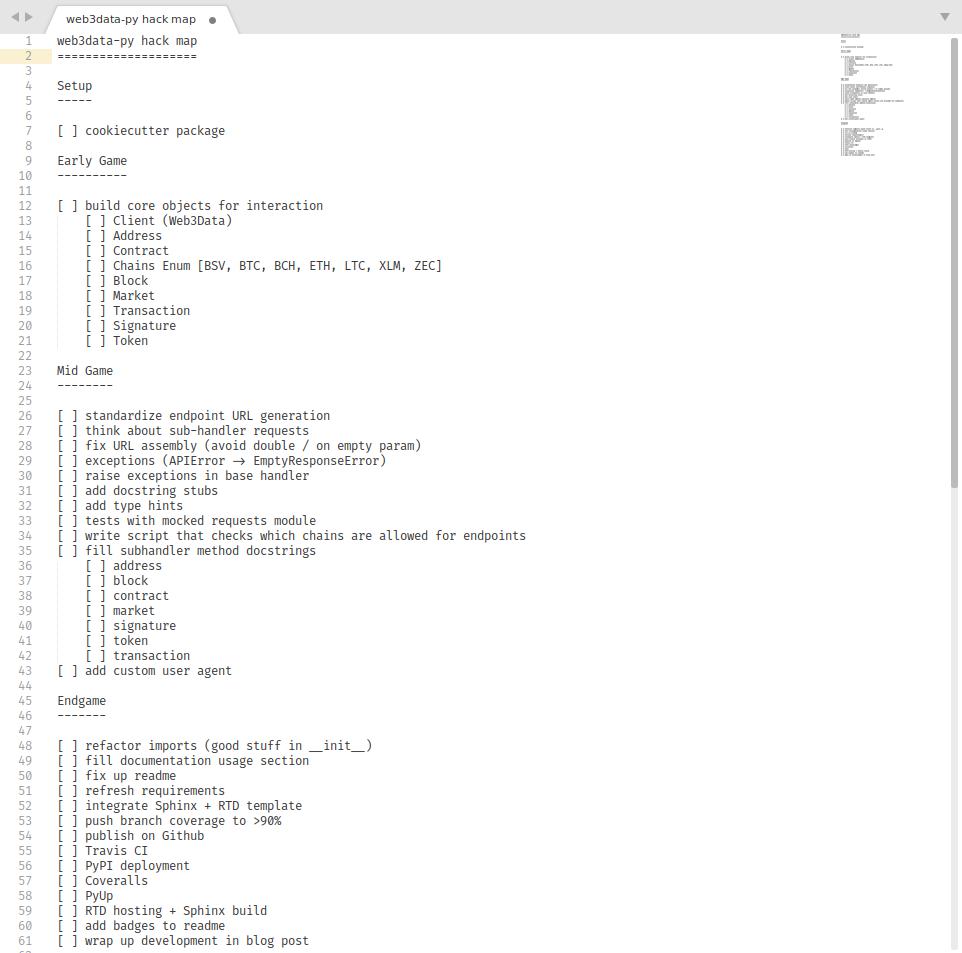 web3data-py hack map
1 web3data-py hack map
2 ====================
3
4 Setup
5 -----
6
7 [ ] cookiecutter package
8
9 Early Game
10 ----------
11
12 [ ] build core objects for interaction
13     [ ] Client (Web3Data)
14     [ ] Address
15     [ ] Contract
16     [ ] Chains Enum [BSV, BTC, BCH, ETH, LTC, XLM, ZEC]
17     [ ] Block
18     [ ] Market
19     [ ] Transaction
20     [ ] Signature
21     [ ] Token
22
23 Mid Game
24 --------
25
26 [ ] standardize endpoint URL generation
27 [ ] think about sub-handler requests
28 [ ] fix URL assembly (avoid double / on empty param)
29 [ ] exceptions (APIError → EmptyResponseError)
30 [ ] raise exceptions in base handler
31 [ ] add docstring stubs
32 [ ] add type hints
33 [ ] tests with mocked requests module
34 [ ] write script that checks which chains are allowed for endpoints
35 [ ] fill subhandler method docstrings
36     [ ] address
37     [ ] block
38     [ ] contract
39     [ ] market
40     [ ] signature
41     [ ] token
42     [ ] transaction
43 [ ] add custom user agent
44
45 Endgame
46 -------
47
48 [ ] refactor imports (good stuff in __init__)
49 [ ] fill documentation usage section
50 [ ] fix up readme
51 [ ] refresh requirements
52 [ ] integrate Sphinx + RTD template
53 [ ] push branch coverage to >90%
54 [ ] publish on Github
55 [ ] Travis CI
56 [ ] PyPI deployment
57 [ ] Coveralls
58 [ ] PyUp
59 [ ] RTD hosting + Sphinx build
60 [ ] add badges to readme
61 [ ] wrap up development in blog post